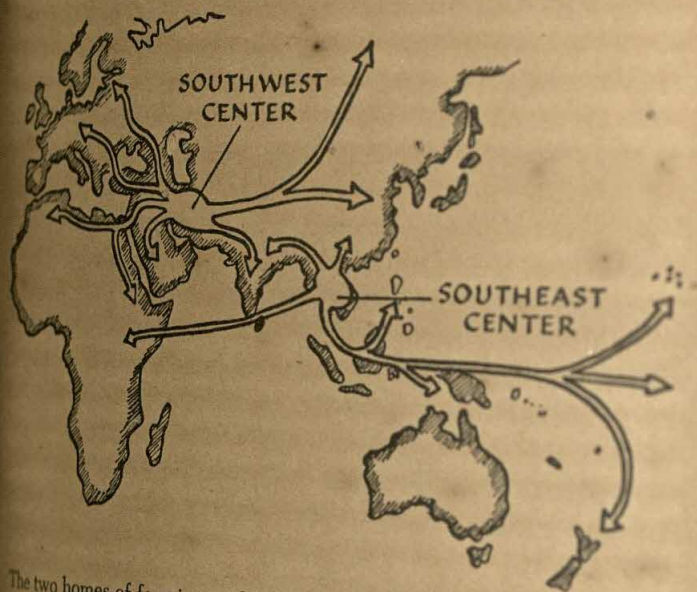 SOUTHWEST
CENTER
SOUTHEAST
CENTER
The two homes of